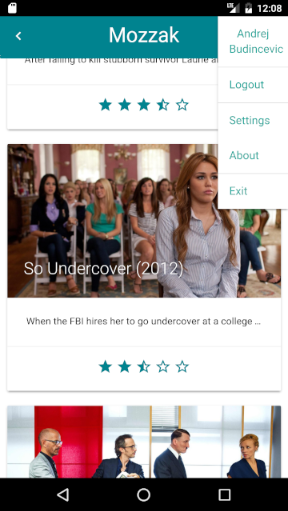 12:08
Mozzak
Andrej
Budincevic
Logout
Settings
About
Exit
After failing to kill stubborn survivor Laurie a
So Undercover (2012)
When the FBI hires her to go undercover at a college ...